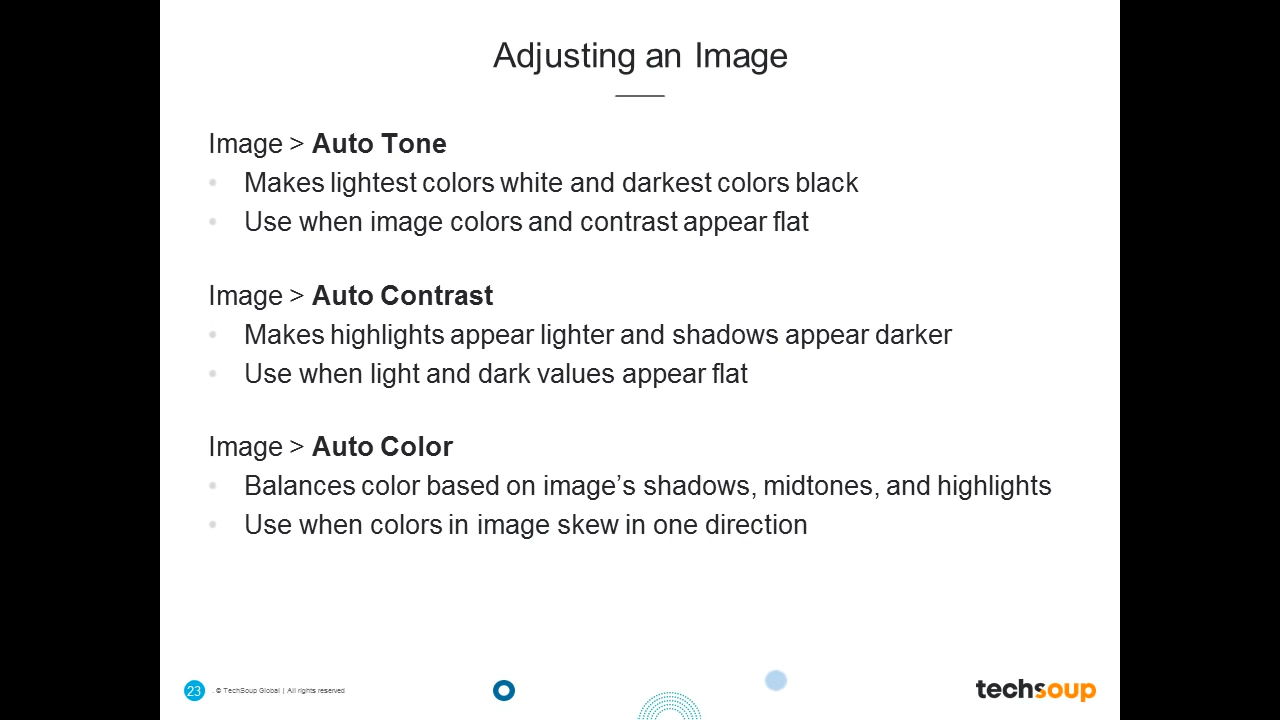 Adjusting an Image
Image > Auto Tone
• Makes lightest colors white and darkest colors black
• Use when image colors and contrast appear flat
Image > Auto Contrast
• Makes highlights appear lighter and shadows appear darker
• Use when light and dark values appear flat
Image > Auto Color
• Balances color based on image’s shadows, midtones, and highlights
• Use when colors in image skew in one direction
23 . © TechSoup Global | All rights reserved
techsoup